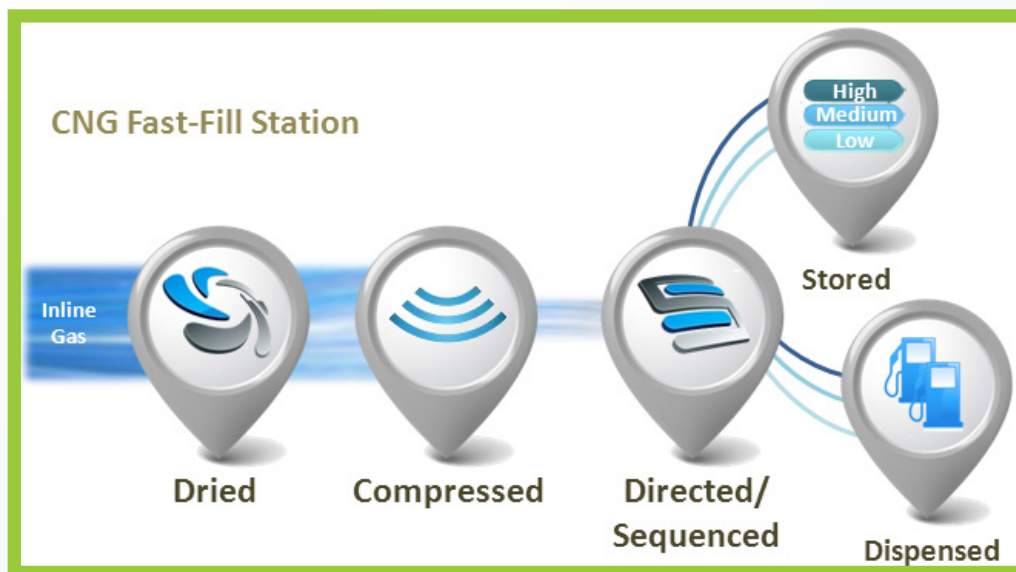 CNG Fast-Fill Station
High
Medium
Low
Stored
Inline
Gas
Dried
Compressed
Directed/
Sequenced
Dispensed